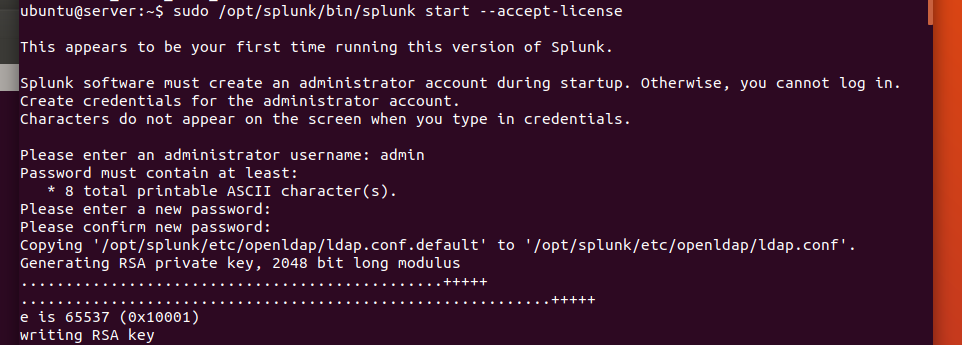 ubuntu@server:~$ sudo /opt/splunk/bin/splunk start --accept-license
This appears to be your first time running this version of Splunk.
Splunk software must create an administrator account during startup. Otherwise, you cannot log in.
Create credentials for the administrator account.
Characters do not appear on the screen when you type in credentials.
Please enter an administrator username: admin
Password must contain at least:
   * 8 total printable ASCII character(s).
Please enter a new password:
Please confirm new password:
Copying '/opt/splunk/etc/openldap/ldap.conf.default' to '/opt/splunk/etc/openldap/ldap.conf'.
Generating RSA private key, 2048 bit long modulus
...............................................+++++
...........................................................+++++
e is 65537 (0x10001)
writing RSA key